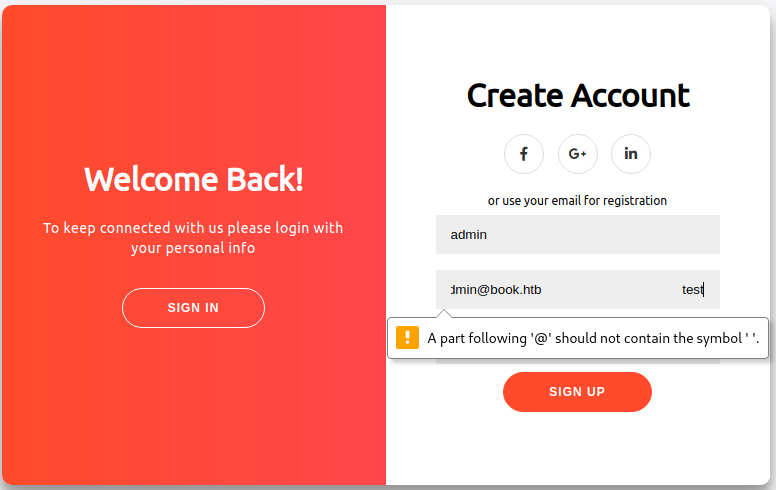 Welcome Back!
To keep connected with us please login with
your personal info
SIGN IN
Create Account
f G+ in
or use your email for registration
admin
dmin@book.htb test
! A part following '@' should not contain the symbol ' '.
SIGN UP